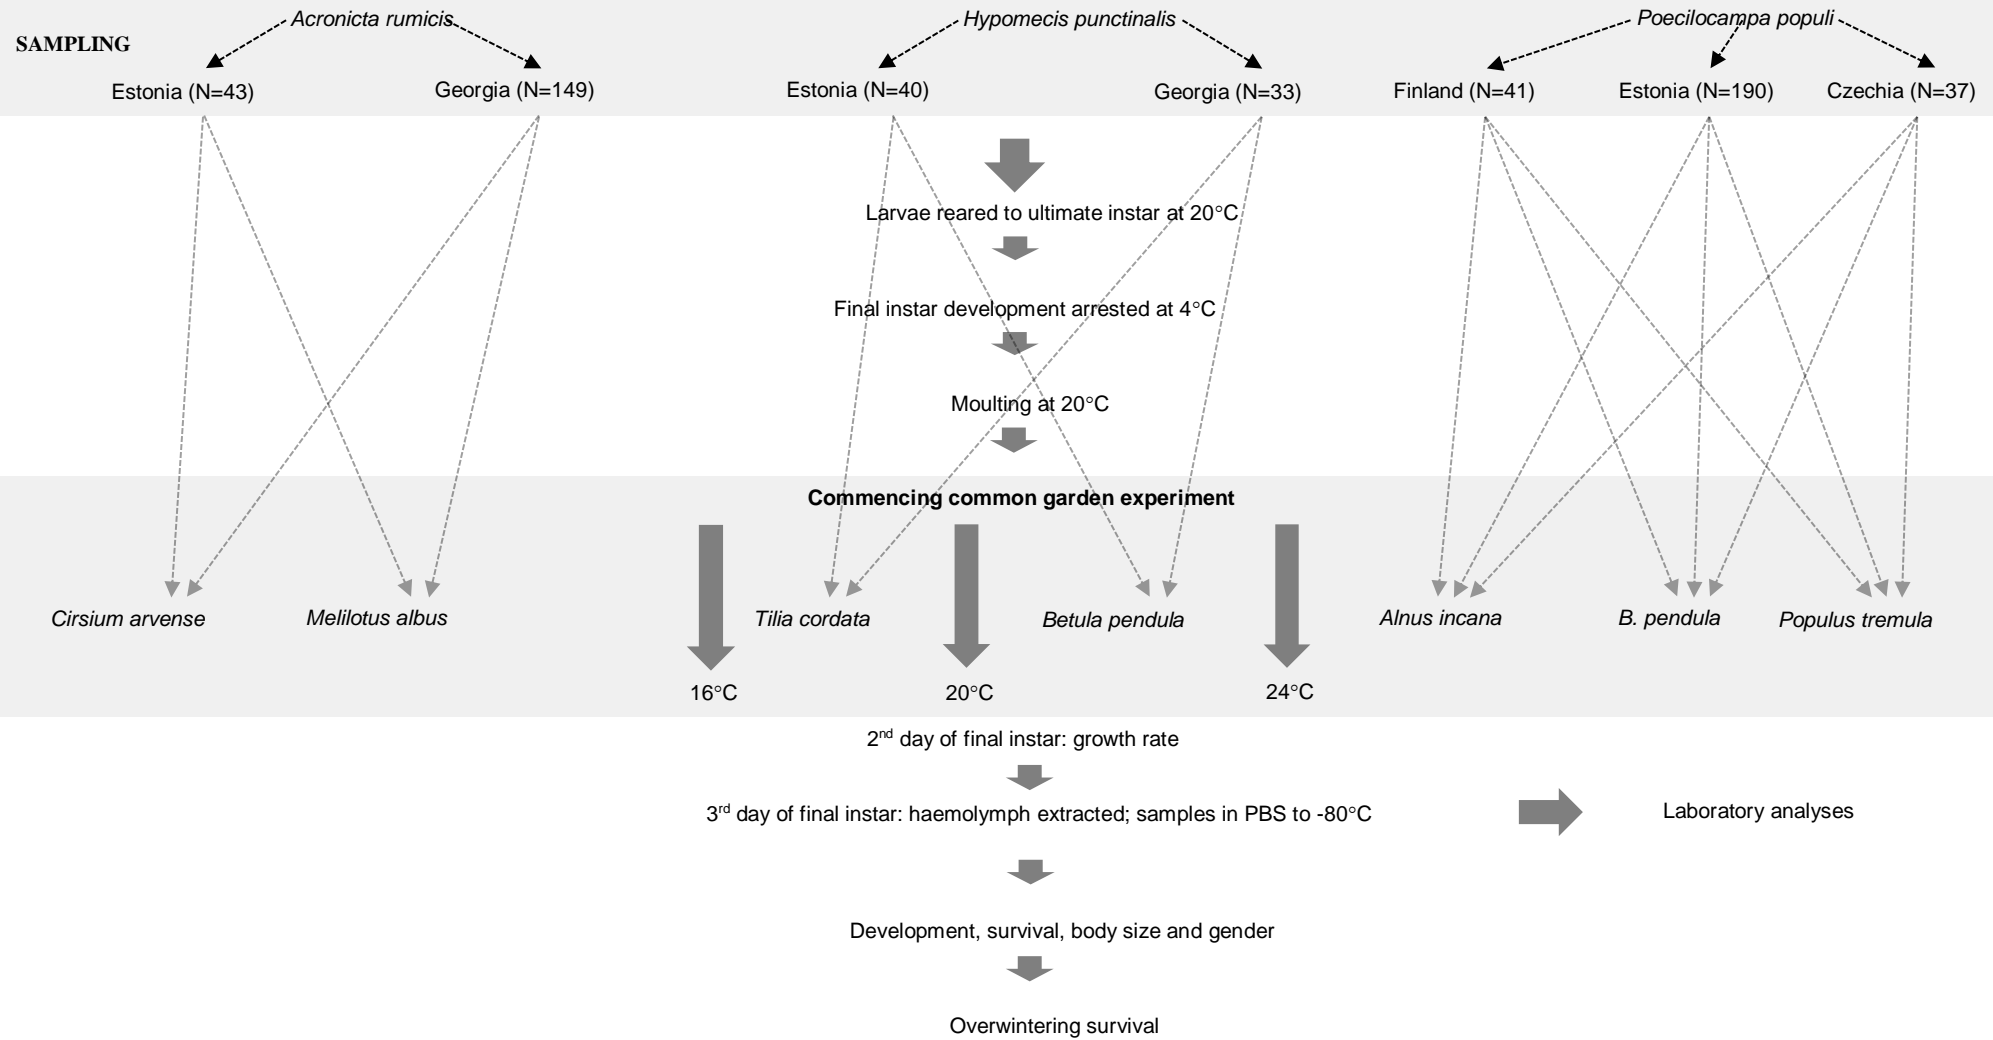 Acronicta rumicis
Hypomecis punctinalis
Poecilocampa populi
SAMPLING
Estonia (N=43)
Georgia (N=149)
Estonia (N=40)
Georgia (N=33)
Finland (N=41)
Estonia (N=190)
Czechia (N=37)
Larvae reared to ultimate instar at 20°C
Final instar development arrested at 4°C
Moulting at 20°C
Commencing common garden experiment
Cirsium arvense
Melilotus albus
Tilia cordata
Betula pendula
Alnus incana
B. pendula
Populus tremula
16°C
20°C
24°C
2nd day of final instar: growth rate
3rd day of final instar: haemolymph extracted; samples in PBS to -80°C
Laboratory analyses
Development, survival, body size and gender
Overwintering survival